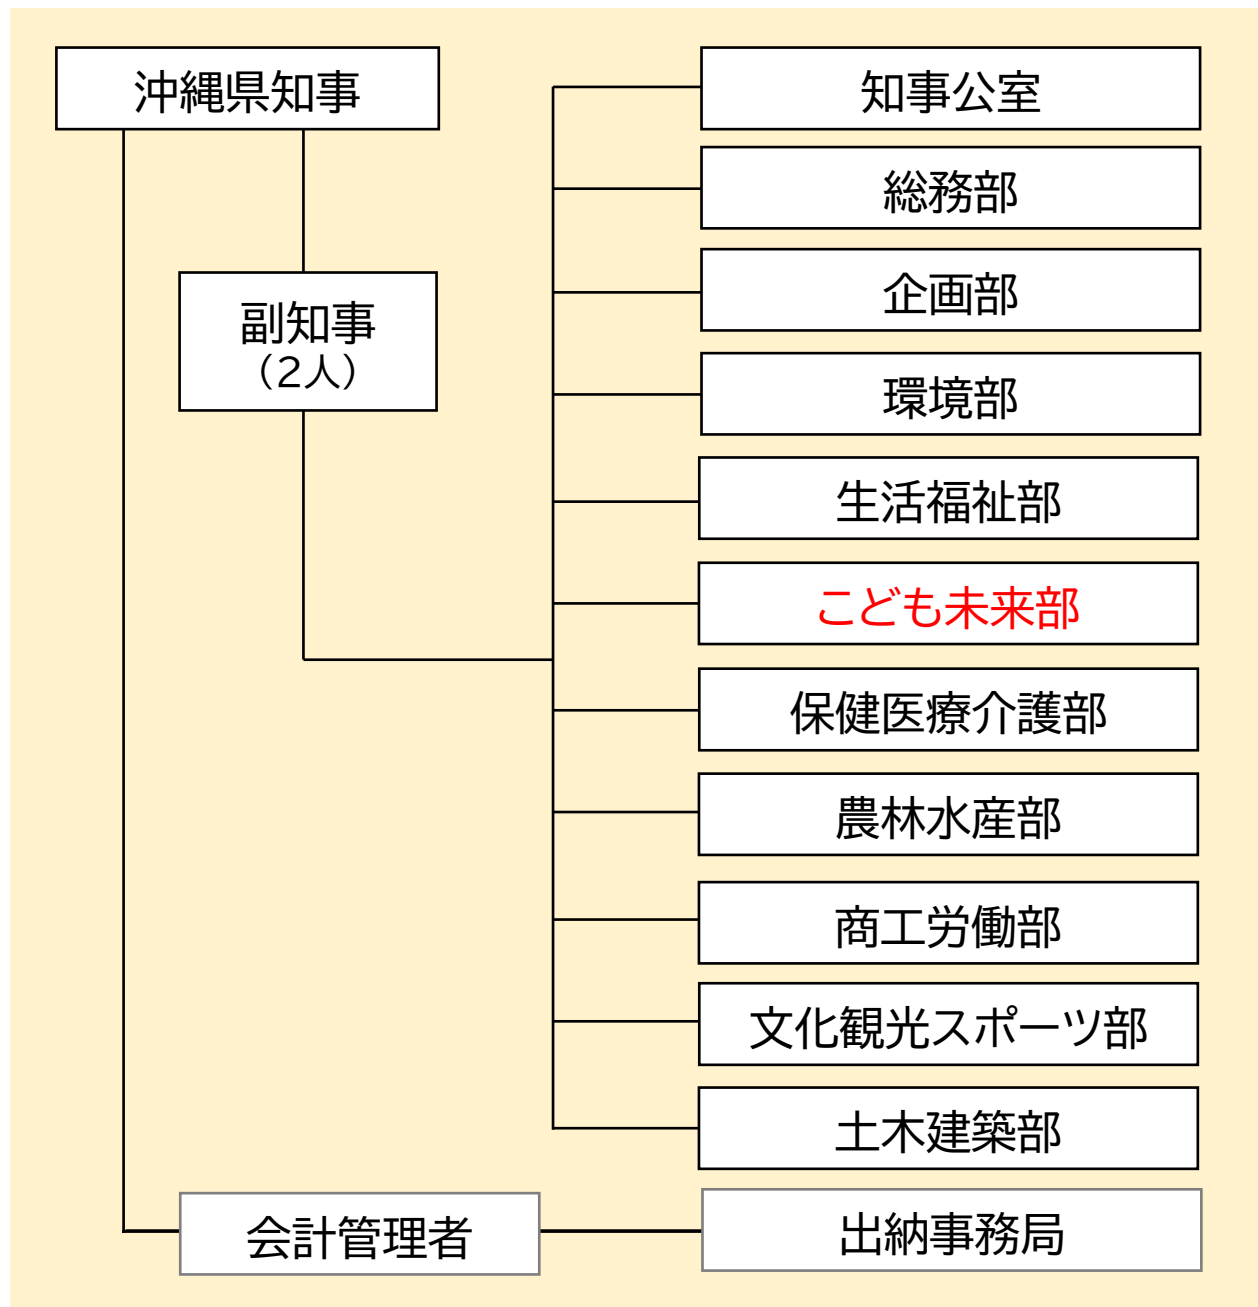 沖縄県知事
副知事
（2人）
知事公室
総務部
企画部
環境部
生活福祉部
こども未来部
保健医療介護部
農林水産部
商工労働部
文化観光スポーツ部
土木建築部
会計管理者
出納事務局